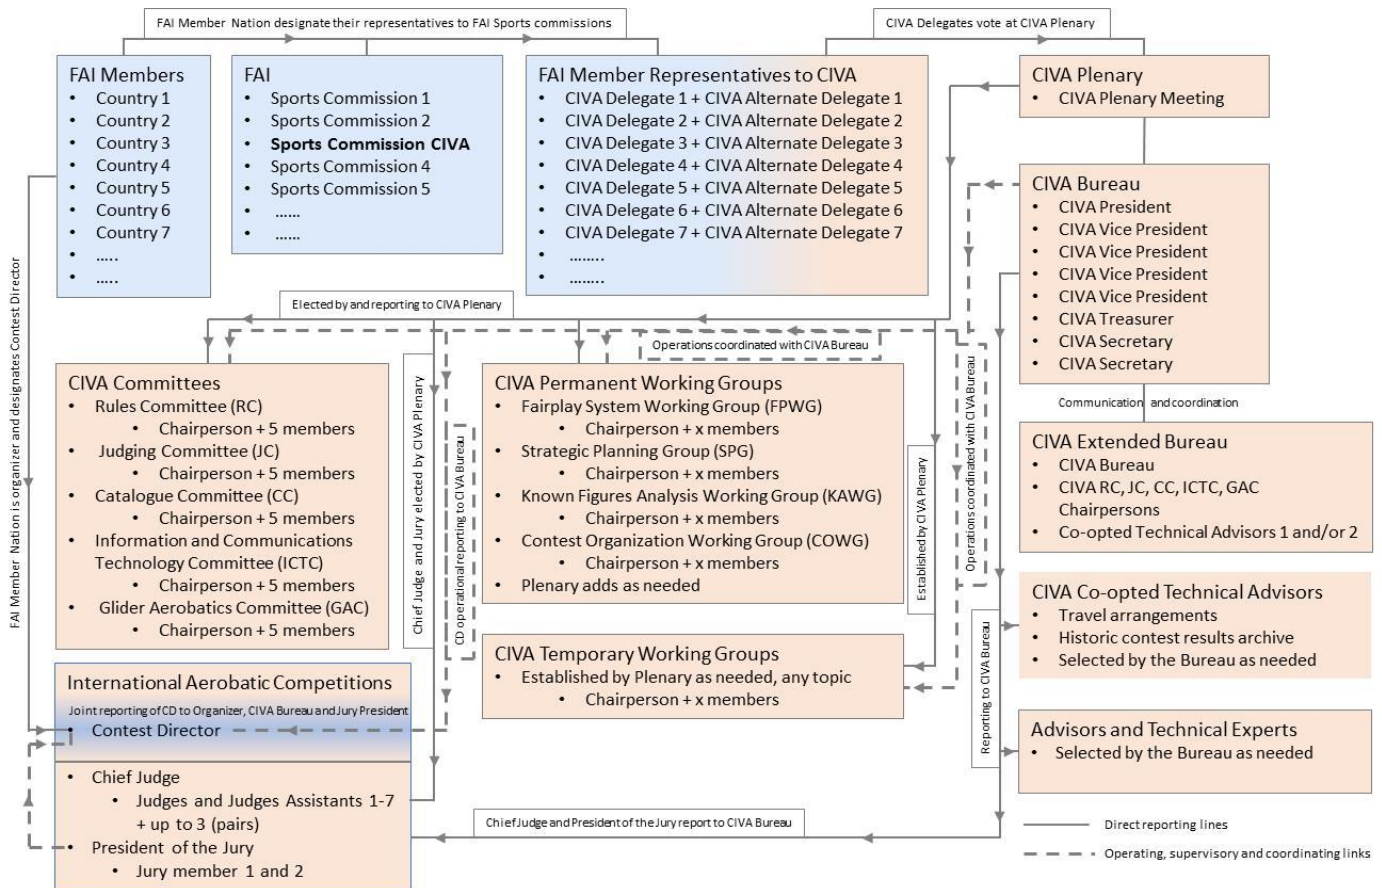 FAI Member Nation designate their representatives to FAI Sports commissions
CIVA Delegates vote at CIVA Plenary
FAI Members
• Country 1
• Country 2
• Country 3
• Country 4
• Country 5
• Country 6
• Country 7
• …..
• …..
FAI
• Sports Commission 1
• Sports Commission 2
• Sports Commission CIVA
• Sports Commission 4
• Sports Commission 5
• ……
• ……
FAI Member Representatives to CIVA
• CIVA Delegate 1 + CIVA Alternate Delegate 1
• CIVA Delegate 2 + CIVA Alternate Delegate 2
• CIVA Delegate 3 + CIVA Alternate Delegate 3
• CIVA Delegate 4 + CIVA Alternate Delegate 4
• CIVA Delegate 5 + CIVA Alternate Delegate 5
• CIVA Delegate 6 + CIVA Alternate Delegate 6
• CIVA Delegate 7 + CIVA Alternate Delegate 7
• ……..
• ……..
CIVA Plenary
• CIVA Plenary Meeting
CIVA Bureau
• CIVA President
• CIVA Vice President
• CIVA Vice President
• CIVA Vice President
• CIVA Vice President
• CIVA Treasurer
• CIVA Secretary
• CIVA Secretary
Communication and coordination
CIVA Extended Bureau
• CIVA Bureau
• CIVA RC, JC, CC, ICTC, GAC
Chairpersons
• Co-opted Technical Advisors 1 and/or 2
CIVA Co-opted Technical Advisors
• Travel arrangements
• Historic contest results archive
• Selected by the Bureau as needed
Advisors and Technical Experts
• Selected by the Bureau as needed
FAI Member Nation is organizer and designates Contest Director
Elected by and reporting to CIVA Plenary
Operations coordinated with CIVA Bureau
CIVA Committees
• Rules Committee (RC)
• Chairperson + 5 members
• Judging Committee (JC)
• Chairperson + 5 members
• Catalogue Committee (CC)
• Chairperson + 5 members
• Information and Communications
Technology Committee (ICTC)
• Chairperson + 5 members
• Glider Aerobatics Committee (GAC)
• Chairperson + 5 members
Chief Judge and Jury elected by CIVA Plenary
CD operational reporting to CIVA Bureau
CIVA Permanent Working Groups
• Fairplay System Working Group (FPWG)
• Chairperson + x members
• Strategic Planning Group (SPG)
• Chairperson + x members
• Known Figures Analysis Working Group (KAWG)
• Chairperson + x members
• Contest Organization Working Group (COWG)
• Chairperson + x members
• Plenary adds as needed
Established by CIVA Plenary
Operations coordinated with CIVA Bureau
Reporting to CIVA Bureau
CIVA Temporary Working Groups
• Established by Plenary as needed, any topic
• Chairperson + x members
International Aerobatic Competitions
Joint reporting of CD to Organizer, CIVA Bureau and Jury President
• Contest Director
• Chief Judge
• Judges and Judges Assistants 1-7
+ up to 3 (pairs)
• President of the Jury
• Jury member 1 and 2
Chief Judge and President of the Jury report to CIVA Bureau
Direct reporting lines
Operating, supervisory and coordinating links